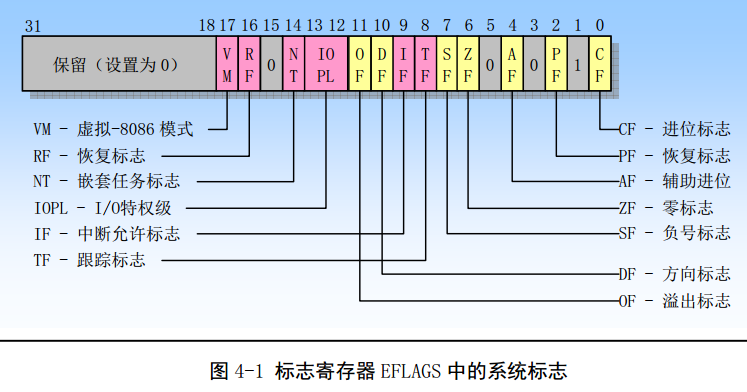 31 18 17 16 15 14 13 12 11 10 9 8 7 6 5 4 3 2 1 0
保留（设置为0） VM RF 0 NT IOPL OF DF IF TF SF ZF 0 AF 0 PF 1 CF
VM - 虚拟-8086 模式
RF - 恢复标志
NT - 嵌套任务标志
IOPL - I/O特权级
IF - 中断允许标志
TF - 跟踪标志
CF - 进位标志
PF - 恢复标志
AF - 辅助进位
ZF - 零标志
SF - 负号标志
DF - 方向标志
OF - 溢出标志
图 4-1 标志寄存器 EFLAGS 中的系统标志